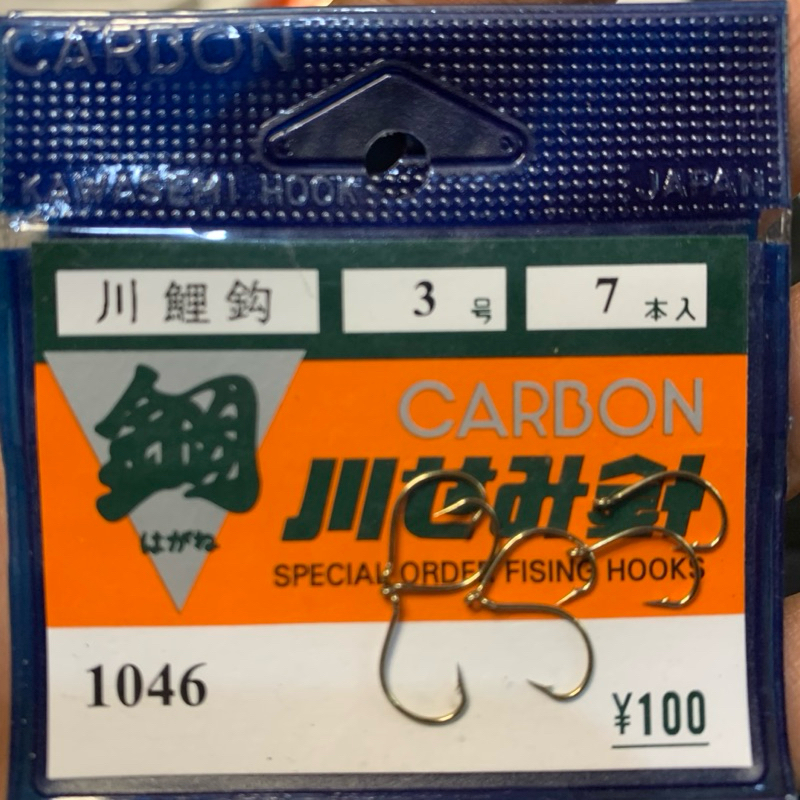 CARBON
KAWASEMI HOOK JAPAN
川鯉鈎 3号 7本入
鋼
はがね
CARBON
川せみ針
SPECIAL ORDER FISING HOOKS
1046
¥100